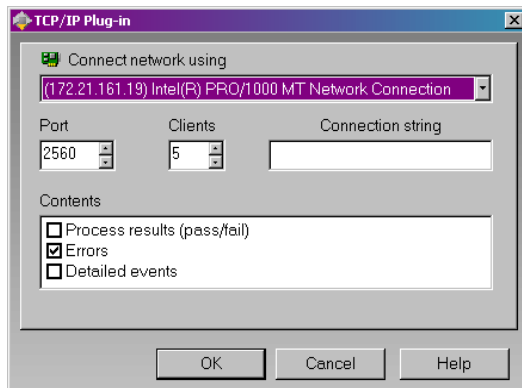 TCP/IP Plug-in
Connect network using
(172.21.161.19) Intel(R) PRO/1000 MT Network Connection
Port Clients Connection string
2560 5
Contents
Process results (pass/fail)
Errors
Detailed events
OK Cancel Help